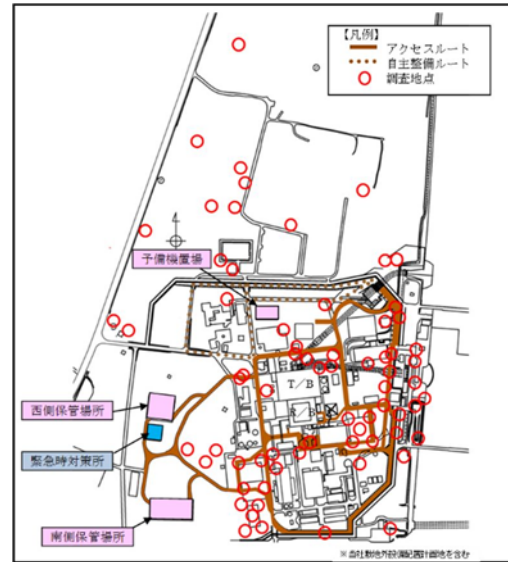 【凡例】
アクセスルート
自主整備ルート
調査地点
予備機置場
T/B
R/B
西側保管場所
緊急時対策所
南側保管場所
※当社敷地外設備配置計画地を含む